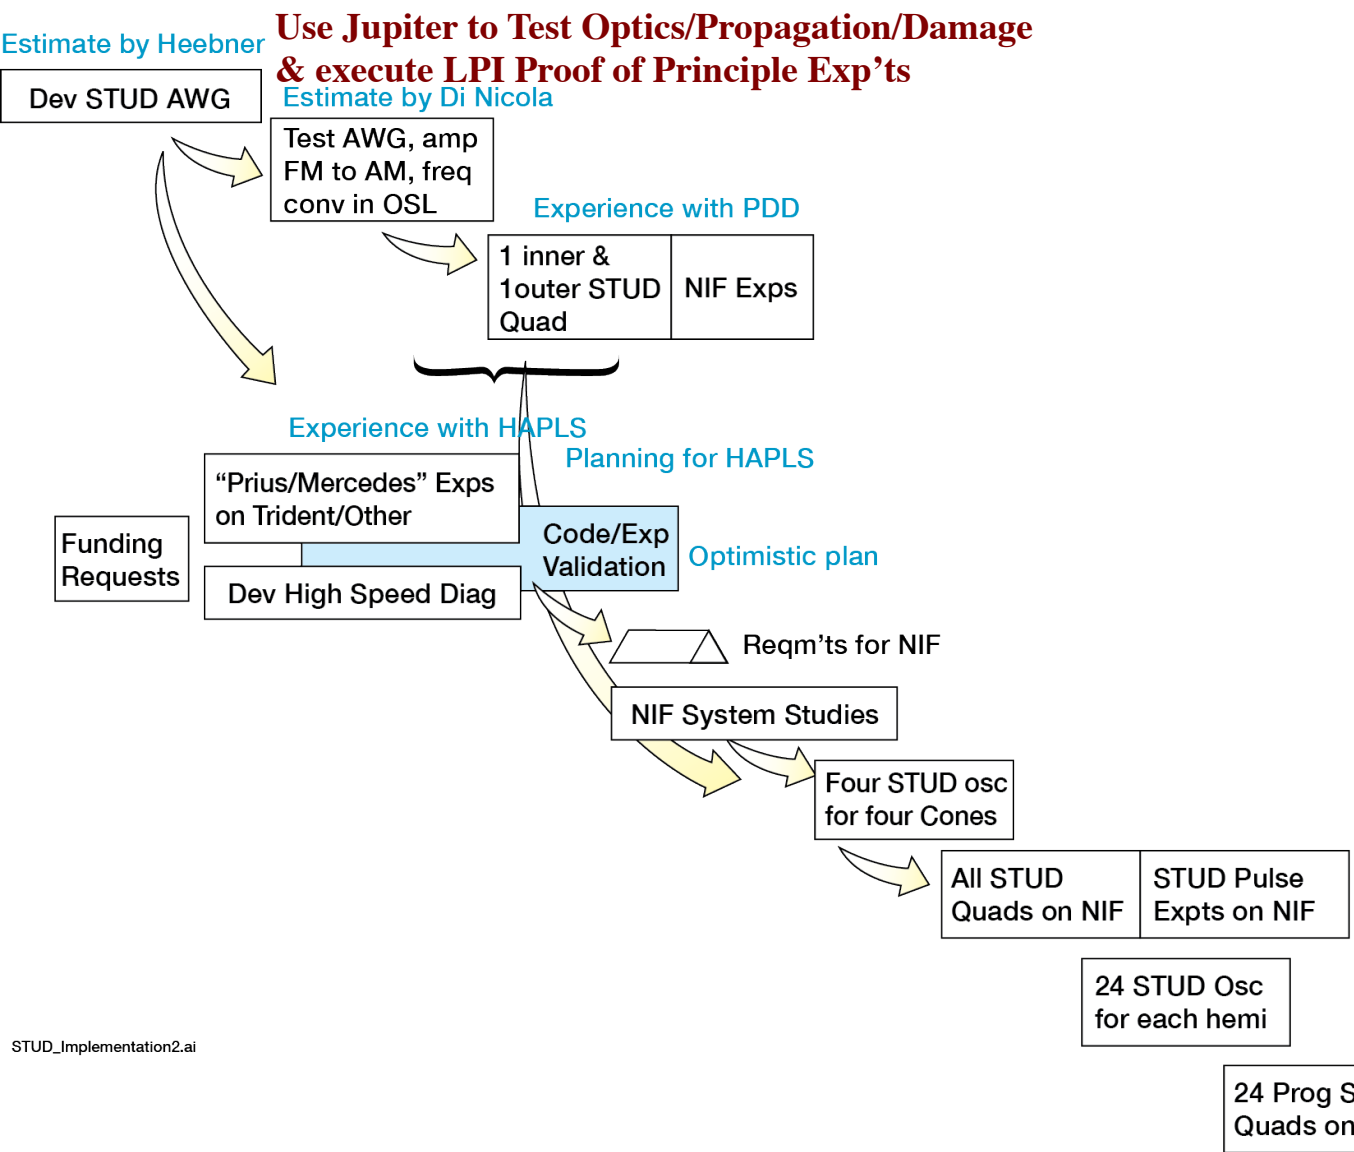 Use Jupiter to Test Optics/Propagation/Damage
& execute LPI Proof of Principle Exp’ts
Estimate by Heebner
Dev STUD AWG
Estimate by Di Nicola
Test AWG, amp
FM to AM, freq
conv in OSL
Experience with PDD
1 inner &
1outer STUD
Quad
NIF Exps
Experience with HAPLS
Planning for HAPLS
“Prius/Mercedes” Exps
on Trident/Other
Funding
Requests
Code/Exp
Validation
Optimistic plan
Dev High Speed Diag
Reqm’ts for NIF
NIF System Studies
Four STUD osc
for four Cones
All STUD
Quads on NIF
STUD Pulse
Expts on NIF
24 STUD Osc
for each hemi
STUD_Implementation2.ai
24 Prog S
Quads on